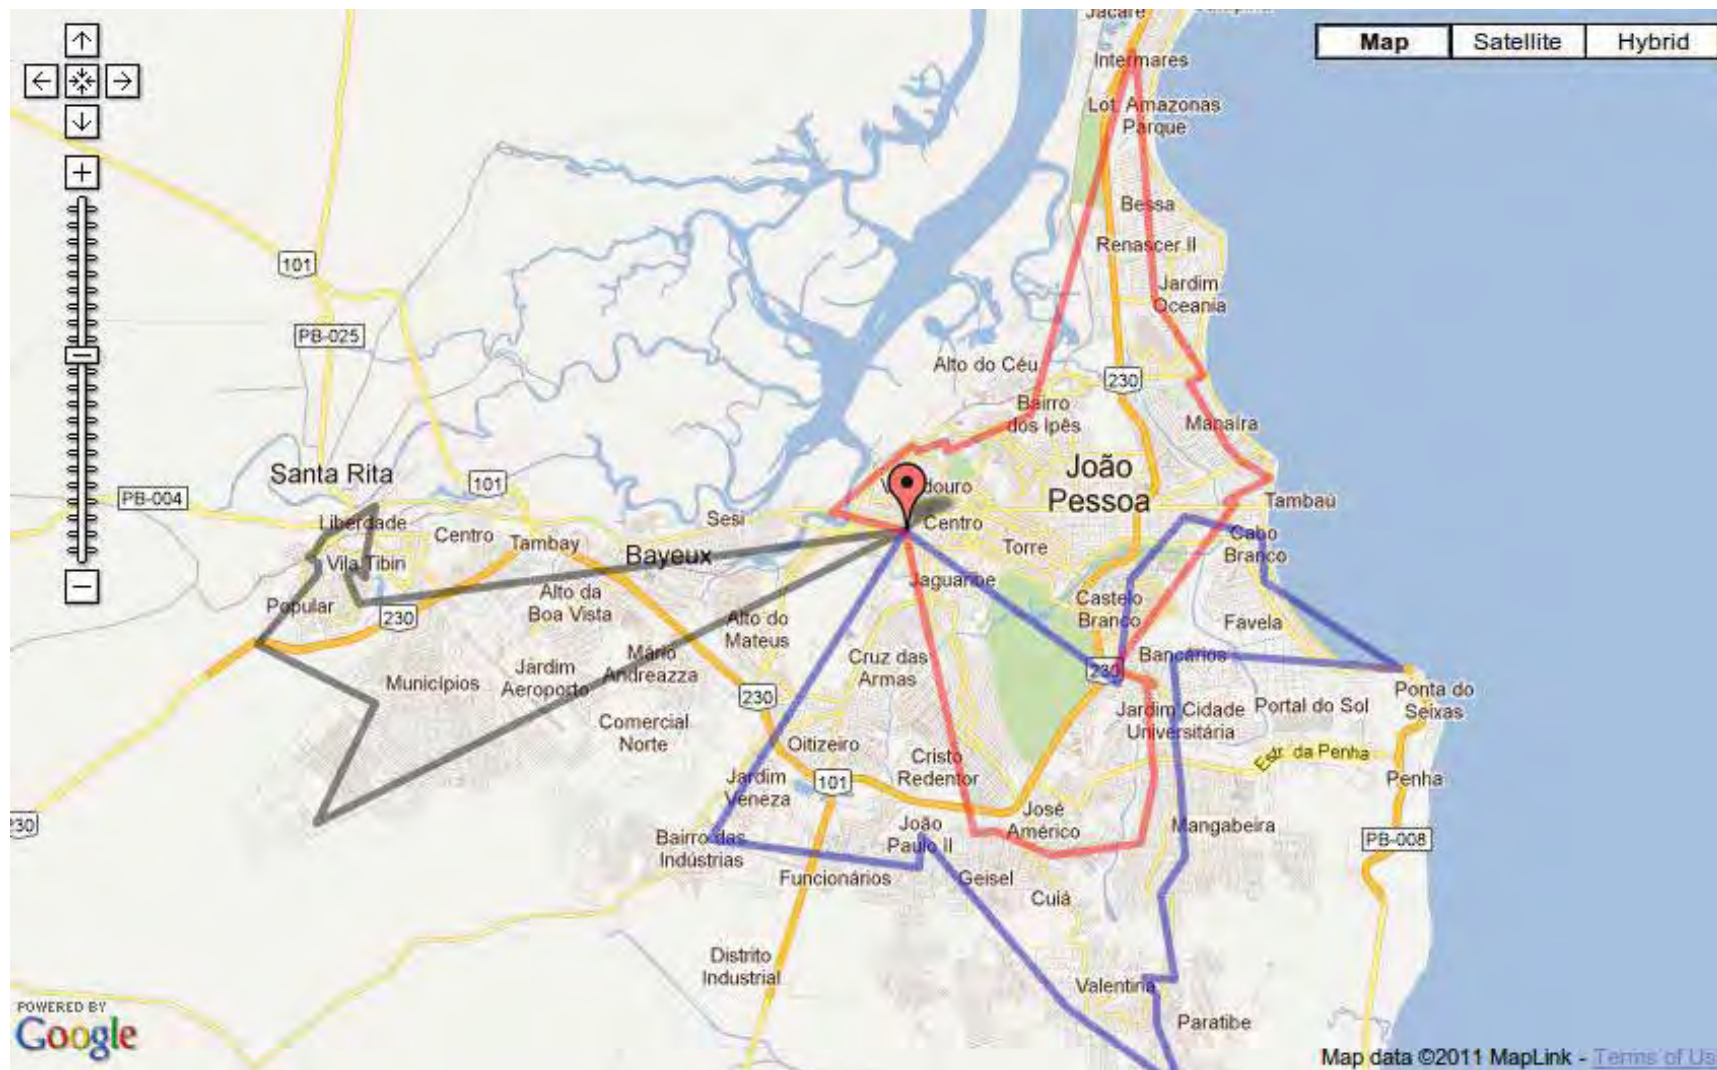 Jacaré
Map
Satellite
Hybrid
Intermares
Lot. Amazonas
Parque
Bessa
Renascer II
101
Jardim
Oceania
PB-025
Alto do Céu
230
Bairro
dos Ipês
Manaíra
Santa Rita
João
Pessoa
101
PB-004
douro
Tambaú
Liberdade
Sesi
Centro
Centro
Tambay
Bayeux
Torre
Cabo
Branco
Vila Tibiri
Jaguaribe
Popular
230
Alto da
Boa Vista
Alto do
Mateus
Castelo
Branco
Favela
Mário
Andreazza
Cruz das
Armas
230
Bancários
Municípios
Jardim
Aeroporto
230
Ponta do
Seixas
Comercial
Norte
Jardim Cidade
Universitária
Portal do Sol
Oitizeiro
Cristo
Redentor
Est. da Penha
Jardim
Veneza
101
Penha
230
José
Américo
João
Paulo II
Mangabeira
PB-008
Bairro das
Indústrias
Funcionários
Geisel
Cuiá
Distrito
Industrial
Valentina
Paratibe
POWERED BY
Google
Map data ©2011 MapLink - Terms of Us